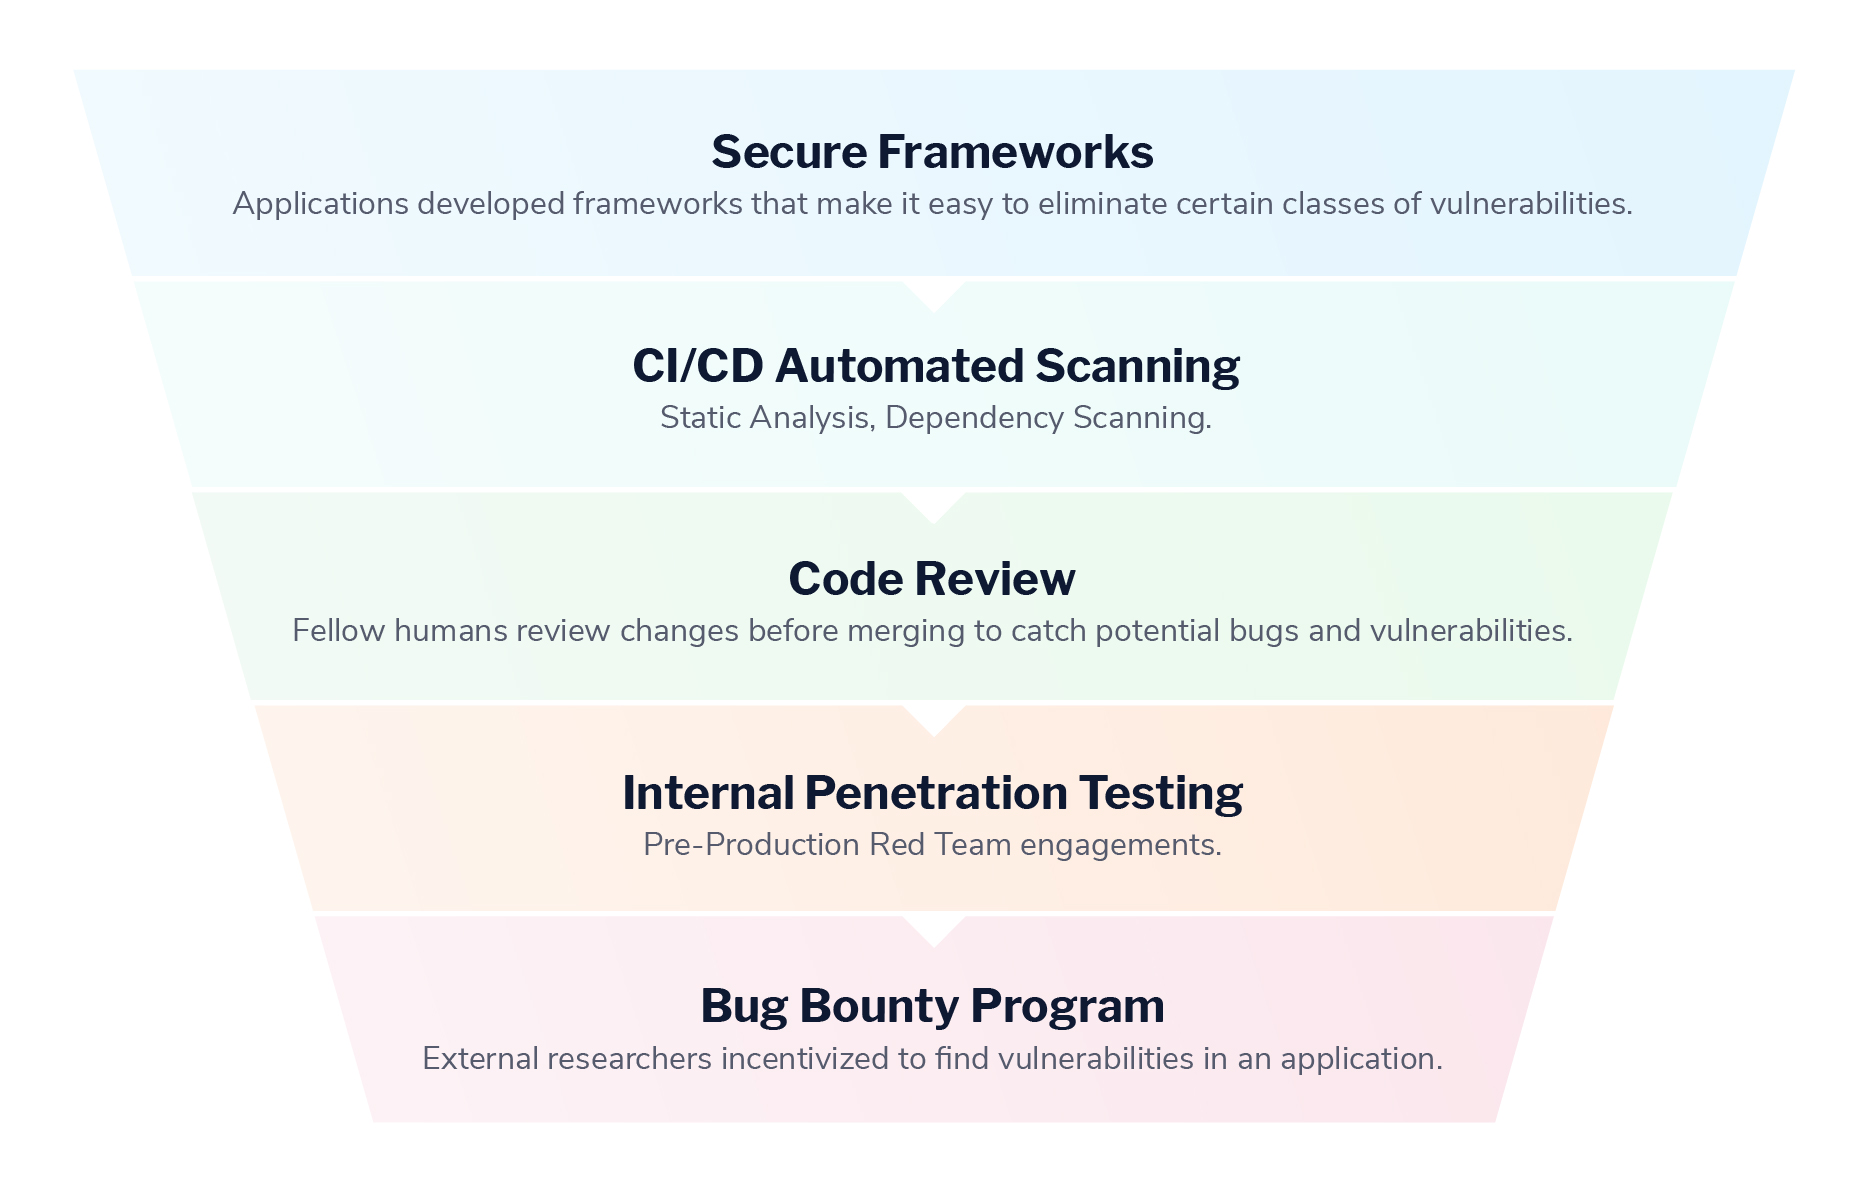 Secure Frameworks
Applications developed frameworks that make it easy to eliminate certain classes of vulnerabilities.
CI/CD Automated Scanning
Static Analysis, Dependency Scanning.
Code Review
Fellow humans review changes before merging to catch potential bugs and vulnerabilities.
Internal Penetration Testing
Pre-Production Red Team engagements.
Bug Bounty Program
External researchers incentivized to find vulnerabilities in an application.